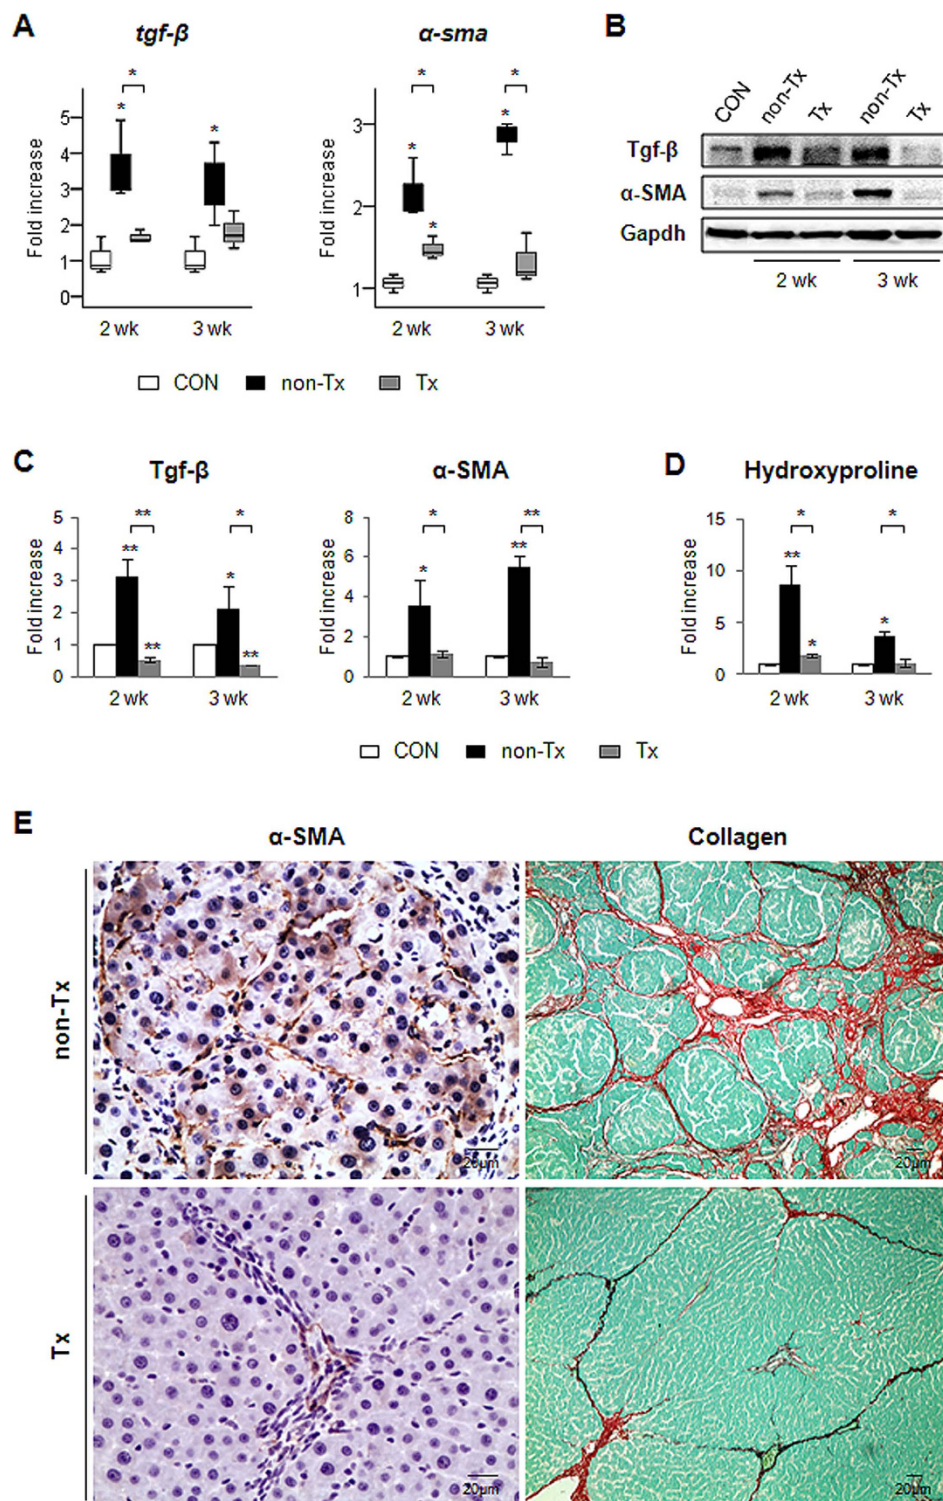 A
tgf-β
α-sma
B
* * * * * * * *
CON non-Tx Tx non-Tx Tx
Fold increase
5
4
3
2
1
0
Fold increase
3
2
1
Tgf-β
α-SMA
Gapdh
2 wk 3 wk
2 wk 3 wk
2 wk 3 wk
CON non-Tx Tx
C
Tgf-β
α-SMA
D
Hydroxyproline
Fold increase
5
4
3
2
1
0
** ** ** * * **
2 wk 3 wk
Fold increase
8
6
4
2
0
* * ** **
2 wk 3 wk
Fold increase
15
10
5
0
* ** * * *
2 wk 3 wk
CON non-Tx Tx
E
α-SMA
Collagen
non-Tx
20µm
20µm
Tx
20µm
20µm